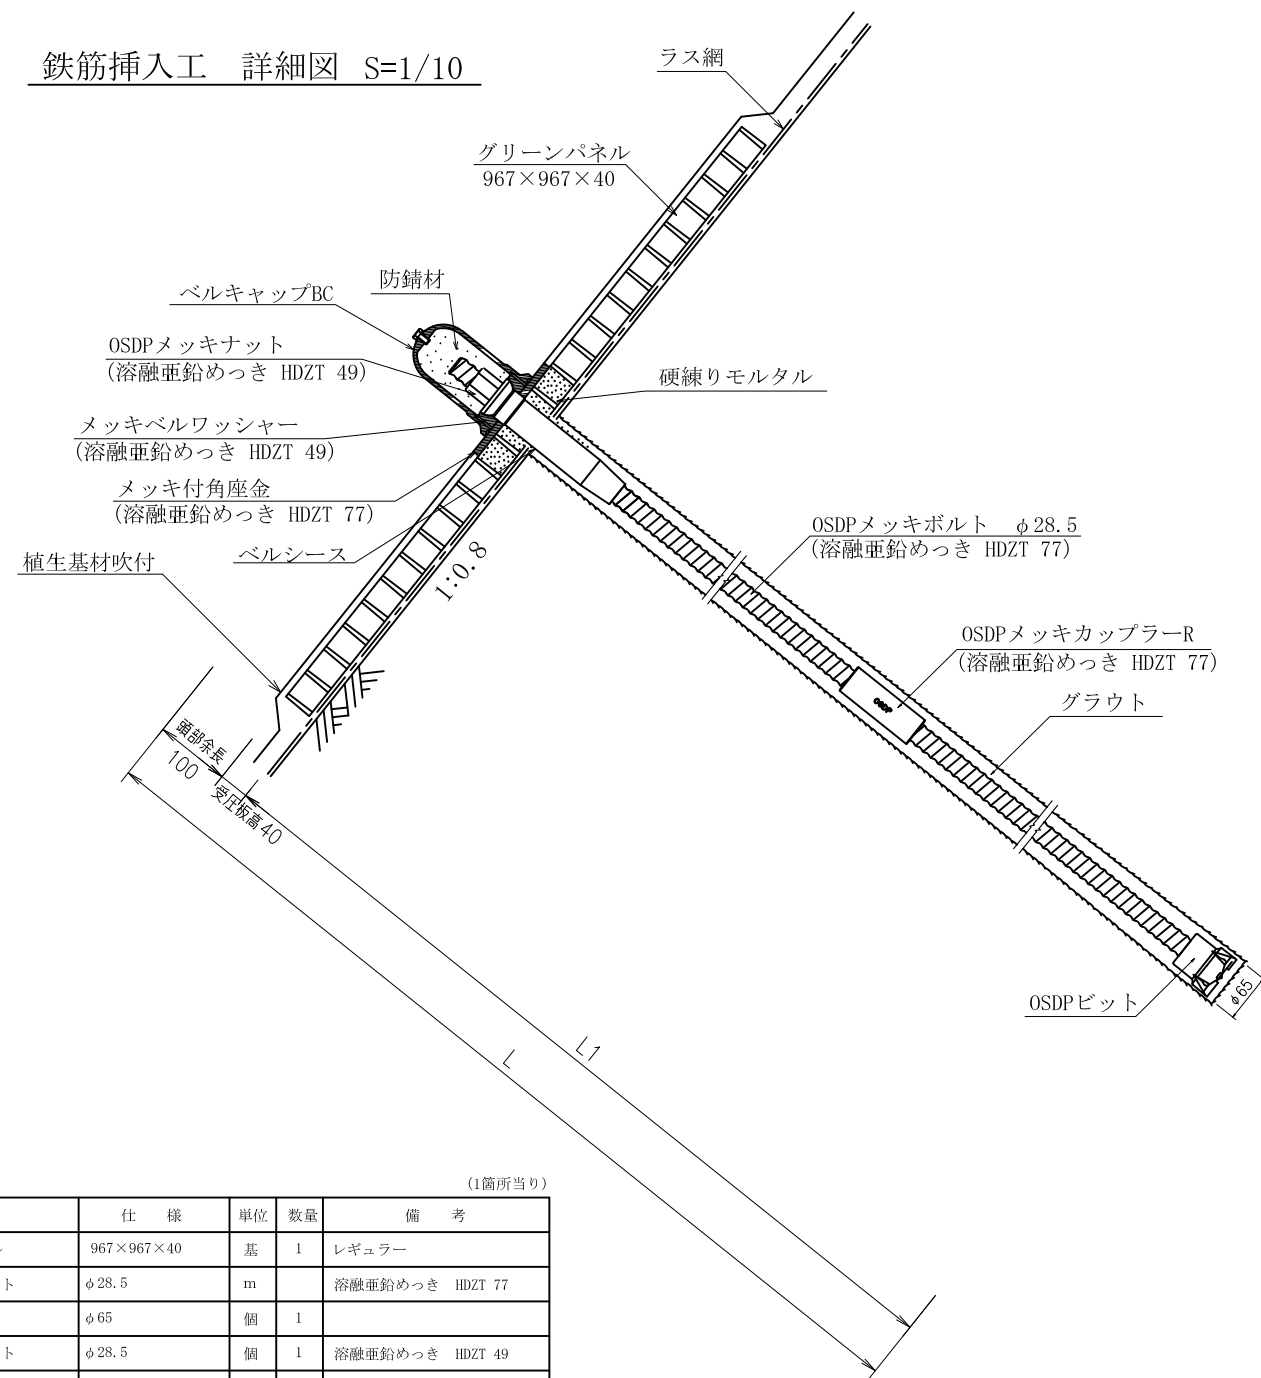 鉄筋挿入工　詳細図　S=1/10
ラス網
グリーンパネル
967×967×40
防錆材
ベルキャップBC
OSDPメッキナット
(溶融亜鉛めっき HDZT 49)
硬練りモルタル
メッキベルワッシャー
(溶融亜鉛めっき HDZT 49)
メッキ付角座金
(溶融亜鉛めっき HDZT 77)
OSDPメッキボルト　φ28.5
(溶融亜鉛めっき HDZT 77)
ベルシース
植生基材吹付
1:0.8
OSDPメッキカップラーR
(溶融亜鉛めっき HDZT 77)
OSDP
グラウト
頭部余長
100
受圧板高40
OSDPビット
φ65
L1
L
(1箇所当り)
仕　様　単位　数量　備　考
ル　967×967×40　基　1　レギュラー
ト　φ28.5　m　溶融亜鉛めっき　HDZT 77
φ65　個　1
ト　φ28.5　個　1　溶融亜鉛めっき　HDZT 49